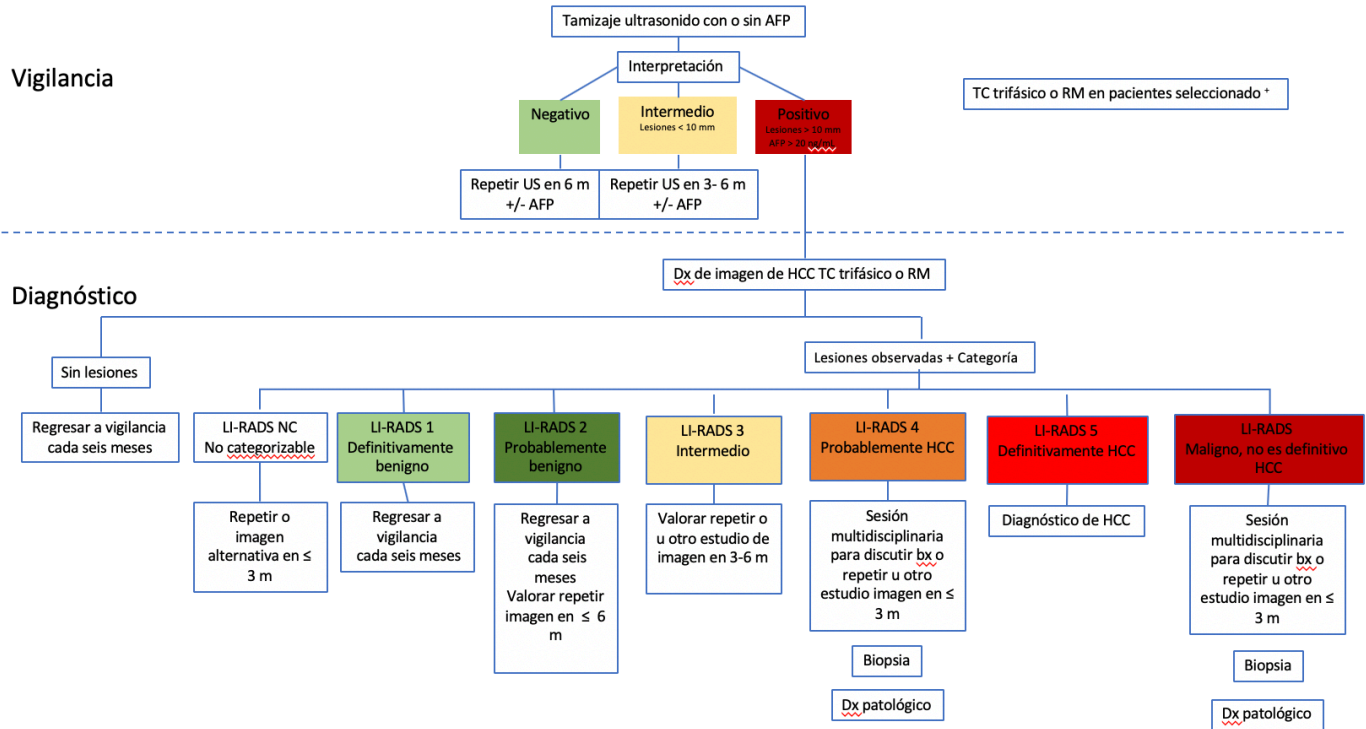 Tamizaje ultrasonido con o sin AFP
Vigilancia
Interpretación
TC trifásico o RM en pacientes seleccionado +
Negativo
Intermedio
Lesiones < 10 mm
Positivo
Lesiones > 10 mm
AFP > 20 ng/mL
Repetir US en 6 m
+/- AFP
Repetir US en 3- 6 m
+/- AFP
Diagnóstico
Dx de imagen de HCC TC trifásico o RM
Sin lesiones
Lesiones observadas + Categoría
Regresar a vigilancia
cada seis meses
LI-RADS NC
No categorizable
LI-RADS 1
Definitivamente
benigno
LI-RADS 2
Probablemente
benigno
LI-RADS 3
Intermedio
LI-RADS 4
Probablemente HCC
LI-RADS 5
Definitivamente HCC
LI-RADS
Maligno, no es definitivo
HCC
Repetir o
imagen
alternativa en ≤
3 m
Regresar a
vigilancia
cada seis meses
Regresar a
vigilancia
cada seis
meses
Valorar repetir
imagen en ≤ 6
m
Valorar repetir o
u otro estudio de
imagen en 3-6 m
Sesión
multidisciplinaria
para discutir bx o
repetir u otro
estudio imagen en ≤
3 m
Biopsia
Dx patológico
Diagnóstico de HCC
Sesión
multidisciplinaria
para discutir bx o
repetir u otro
estudio imagen en ≤
3 m
Biopsia
Dx patológico